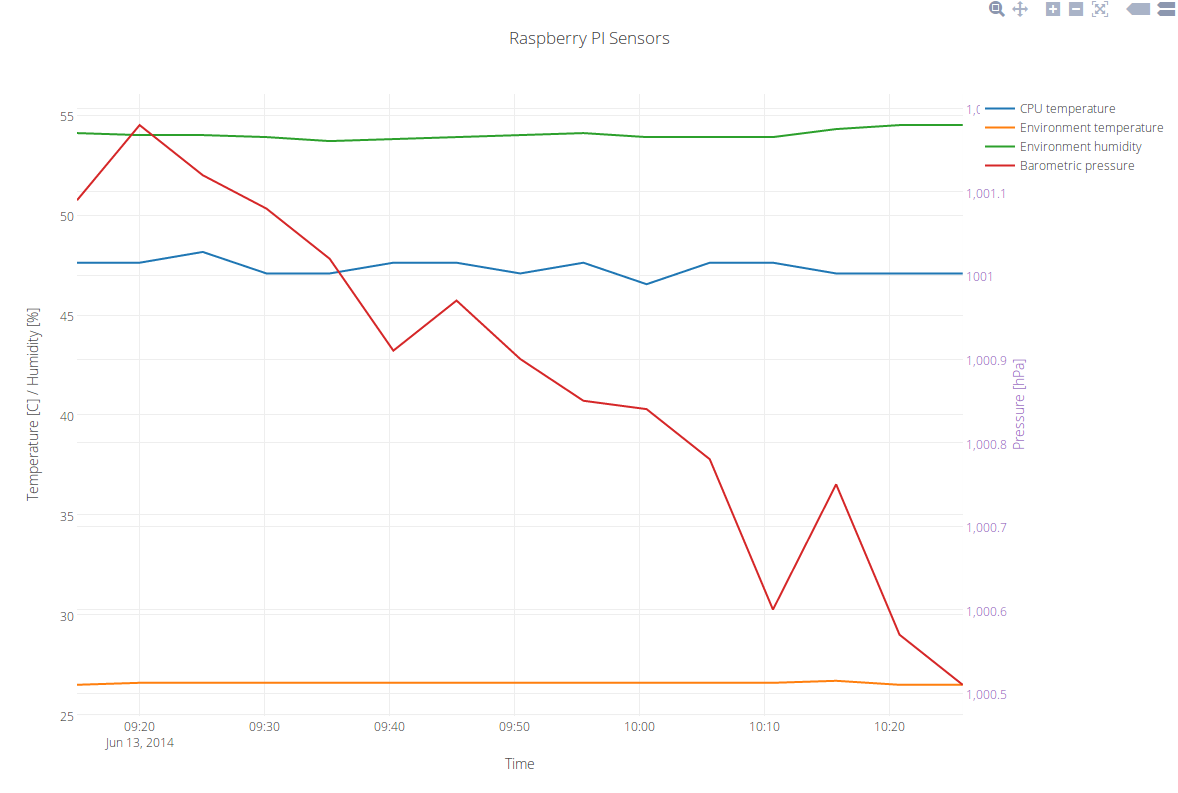 Raspberry PI Sensors
CPU temperature
Environment temperature
Environment humidity
Barometric pressure
55
50
45
40
35
30
25
Temperature [C] / Humidity [%]
1,001.1
1001
1,000.9
1,000.8
1,000.7
1,000.6
1,000.5
Pressure [hPa]
09:20 09:30 09:40 09:50 10:00 10:10 10:20
Jun 13, 2014
Time